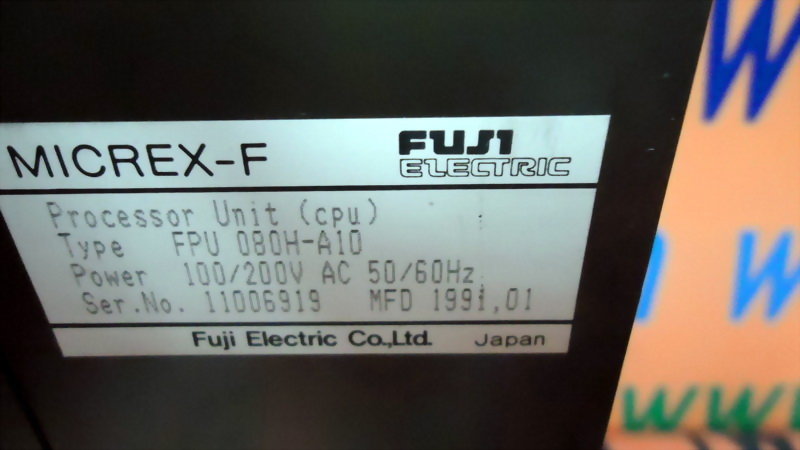 MICREX-F FUJI ELECTRIC
Processor Unit (cpu)
Type FPU 080H-A10
Power 100/200V AC 50/60Hz
Ser.No. 11006919 MFD 1991,01
Fuji Electric Co.,Ltd. Japan
W
W
www